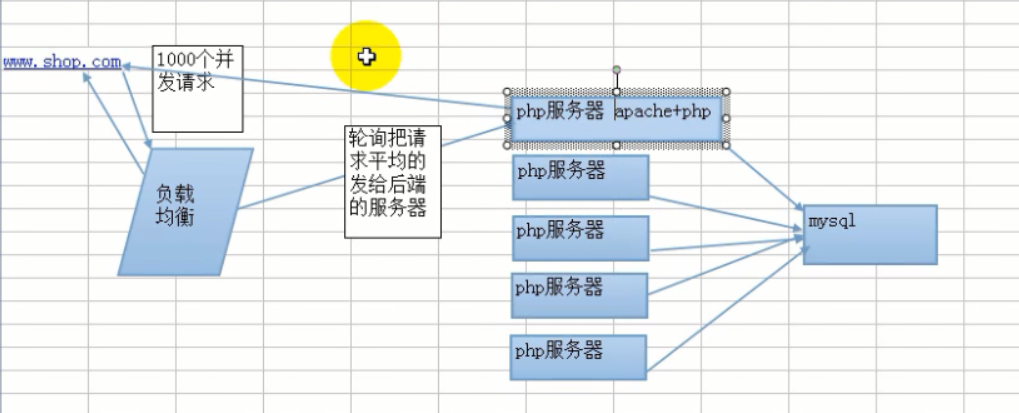 www.shop.com
1000个并
发请求
轮询把请
求平均的
发给后端
的服务器
负载
均衡
php服务器 apache+php
php服务器
php服务器
php服务器
php服务器
mysql